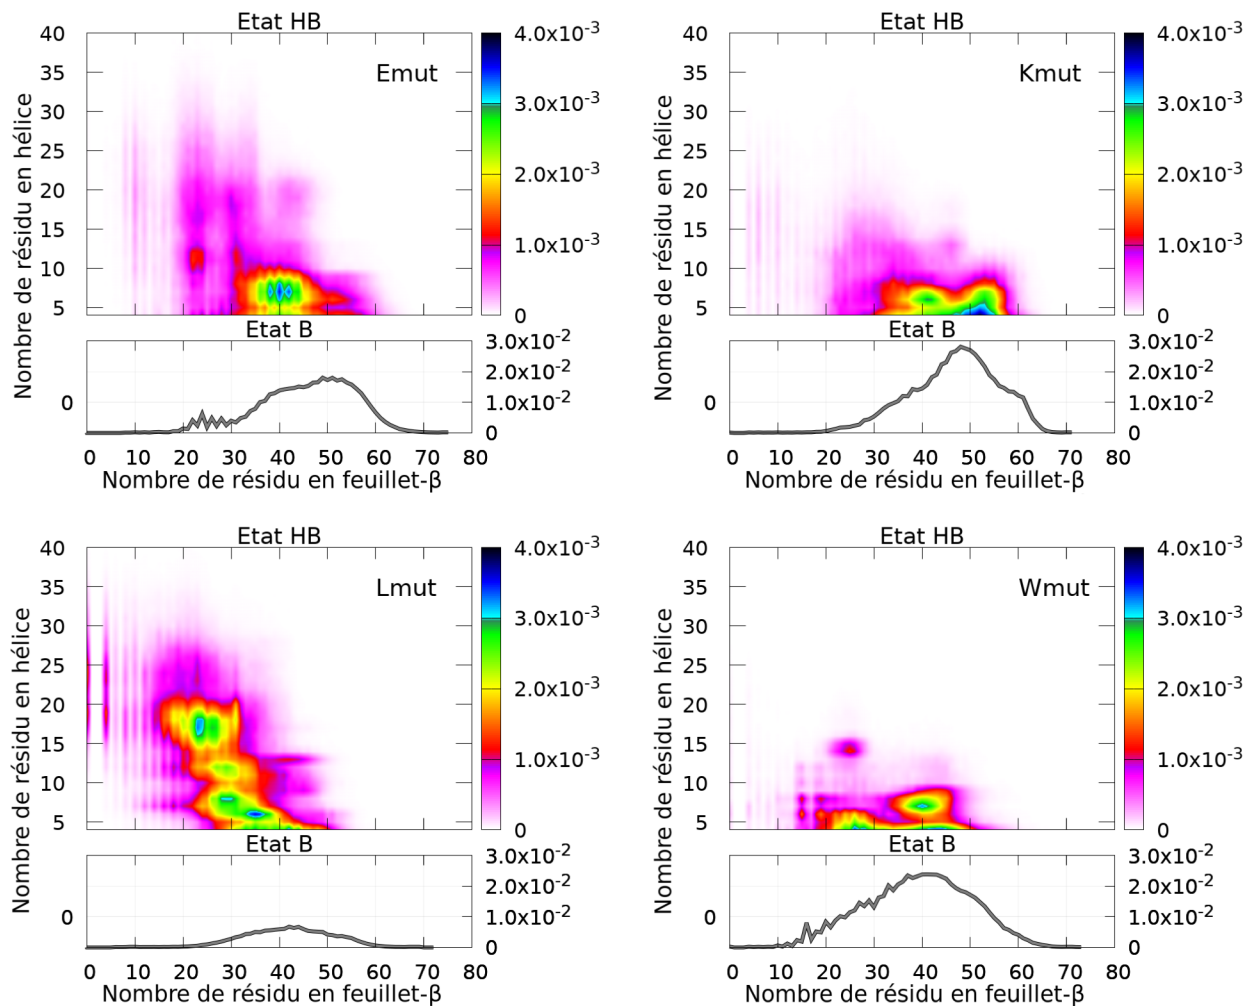 Etat HB
Emut
40
35
30
25
20
15
10
5
4.0x10-3
3.0x10-3
2.0x10-3
1.0x10-3
0
Nombre de résidu en hélice
Etat B
0
3.0x10-2
2.0x10-2
1.0x10-2
0
0 10 20 30 40 50 60 70 80
Nombre de résidu en feuillet-β
Etat HB
Kmut
40
35
30
25
20
15
10
5
4.0x10-3
3.0x10-3
2.0x10-3
1.0x10-3
0
Nombre de résidu en hélice
Etat B
0
3.0x10-2
2.0x10-2
1.0x10-2
0
0 10 20 30 40 50 60 70 80
Nombre de résidu en feuillet-β
Etat HB
Lmut
40
35
30
25
20
15
10
5
4.0x10-3
3.0x10-3
2.0x10-3
1.0x10-3
0
Nombre de résidu en hélice
Etat B
0
3.0x10-2
2.0x10-2
1.0x10-2
0
0 10 20 30 40 50 60 70 80
Nombre de résidu en feuillet-β
Etat HB
Wmut
40
35
30
25
20
15
10
5
4.0x10-3
3.0x10-3
2.0x10-3
1.0x10-3
0
Nombre de résidu en hélice
Etat B
0
3.0x10-2
2.0x10-2
1.0x10-2
0
0 10 20 30 40 50 60 70 80
Nombre de résidu en feuillet-β